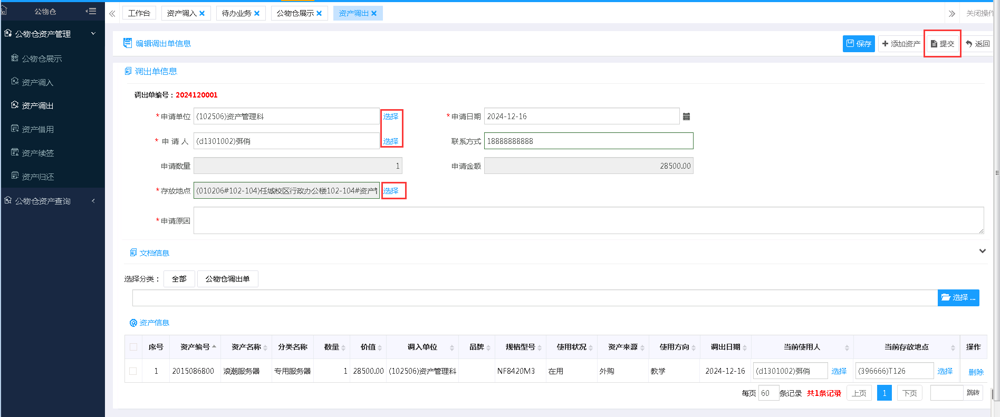 公物仓
工作台 资产调入 待办业务 公物仓展示 资产调出 关闭操作
公物仓资产管理
公物仓展示
资产调入
资产调出
资产借用
资产续签
资产归还
公物仓资产查询
编辑调出单信息 保存 添加资产 提交 返回
调出单信息
调出单编号：2024120001
*申请单位 (102506)资产管理科 选择 *申请日期 2024-12-16
* 申 请 人 (d1301002)弭俏 选择 联系方式 18888888888
申请数量 1 申请金额 28500.00
*存放地点 (010206#102-104)任城校区行政办公楼102-104#资产 选择
*申请原因
文档信息
选择分类： 全部 公物仓调出单
选择 ...
资产信息
序号 资产编号 资产名称 分类名称 数量 价值 调入单位 品牌 规格型号 使用状况 资产来源 使用方向 调出日期 当前使用人 当前存放地点 操作
1 2015086800 浪潮服务器 专用服务器 1 28500.00 (102506)资产管理科 NF8420M3 在用 外购 教学 2024-12-16 (d1301002)弭俏 选择 (396666)T126 选择 删除
每页 60 条记录 共1条记录 上页 1 下页 跳转